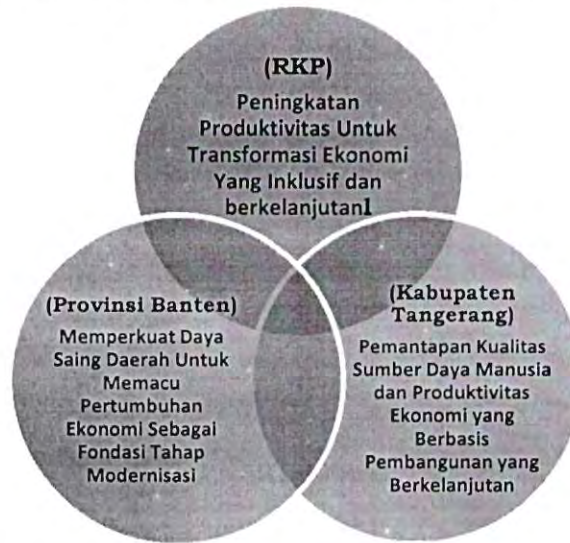 (RKP)
Peningkatan
Produktivitas Untuk
Transformasi Ekonomi
Yang Inklusif dan
berkelanjutan1
(Provinsi Banten)
Memperkuat Daya
Saing Daerah Untuk
Memacu
Pertumbuhan
Ekonomi Sebagai
Fondasi Tahap
Modernisasi
(Kabupaten
Tangerang)
Pemantapan Kualitas
Sumber Daya Manusia
dan Produktivitas
Ekonomi yang
Berbasis
Pembangunan yang
Berkelanjutan